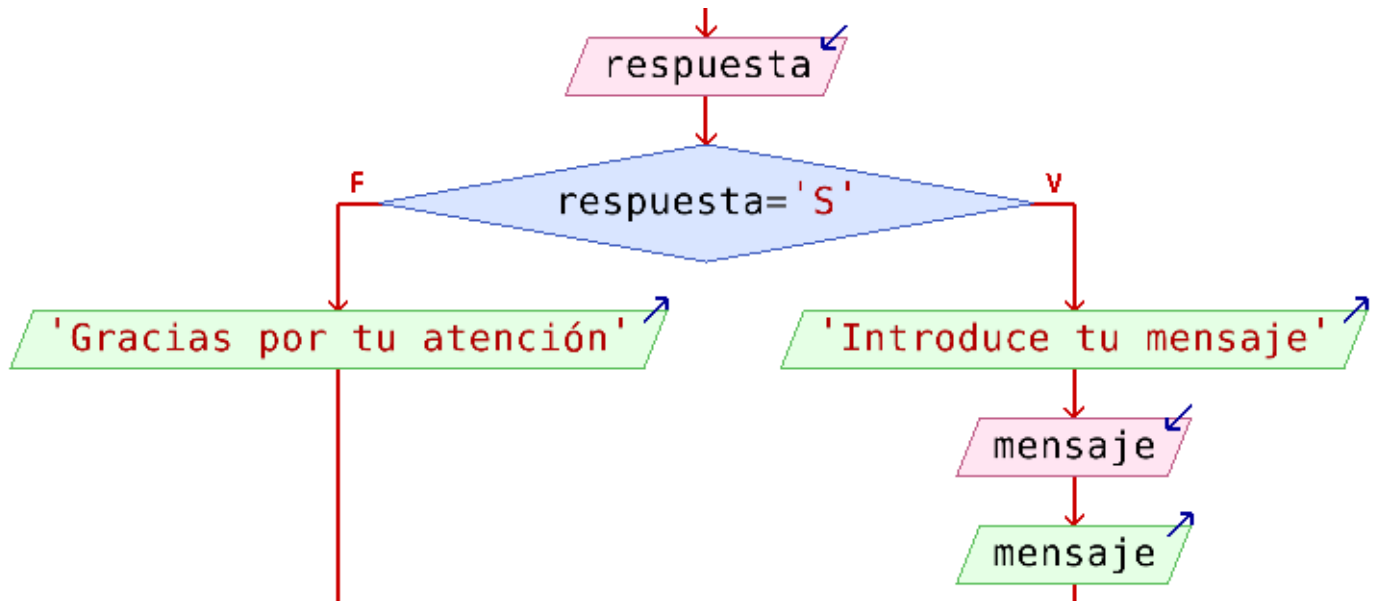 respuesta
F
V
respuesta='S'
'Gracias por tu atención'
'Introduce tu mensaje'
mensaje
mensaje